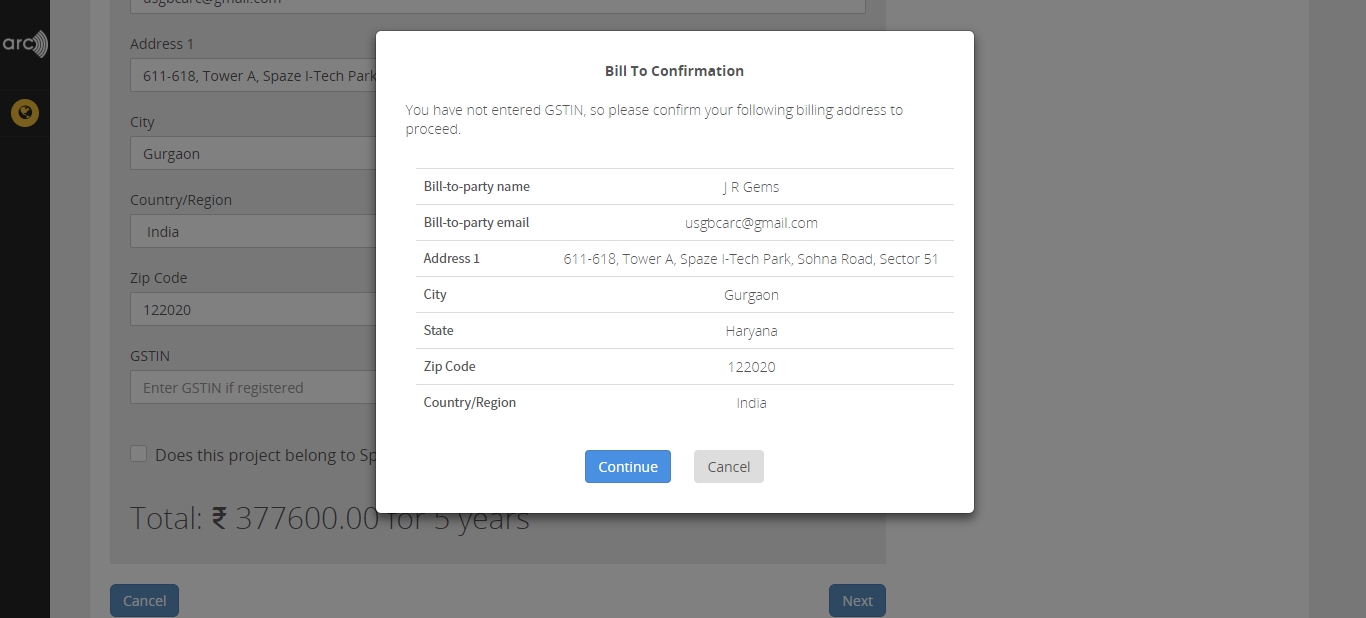 usgbcarc@gmail.com
arc
Address 1
611-618, Tower A, Spaze I-Tech Park
City
Gurgaon
Country/Region
India
Zip Code
122020
GSTIN
Enter GSTIN if registered
Does this project belong to Sp
Total: ₹ 377600.00 for 5 years
Cancel
Next
Bill To Confirmation
You have not entered GSTIN, so please confirm your following billing address to
proceed.
Bill-to-party name J R Gems
Bill-to-party email usgbcarc@gmail.com
Address 1 611-618, Tower A, Spaze I-Tech Park, Sohna Road, Sector 51
City Gurgaon
State Haryana
Zip Code 122020
Country/Region India
Continue Cancel